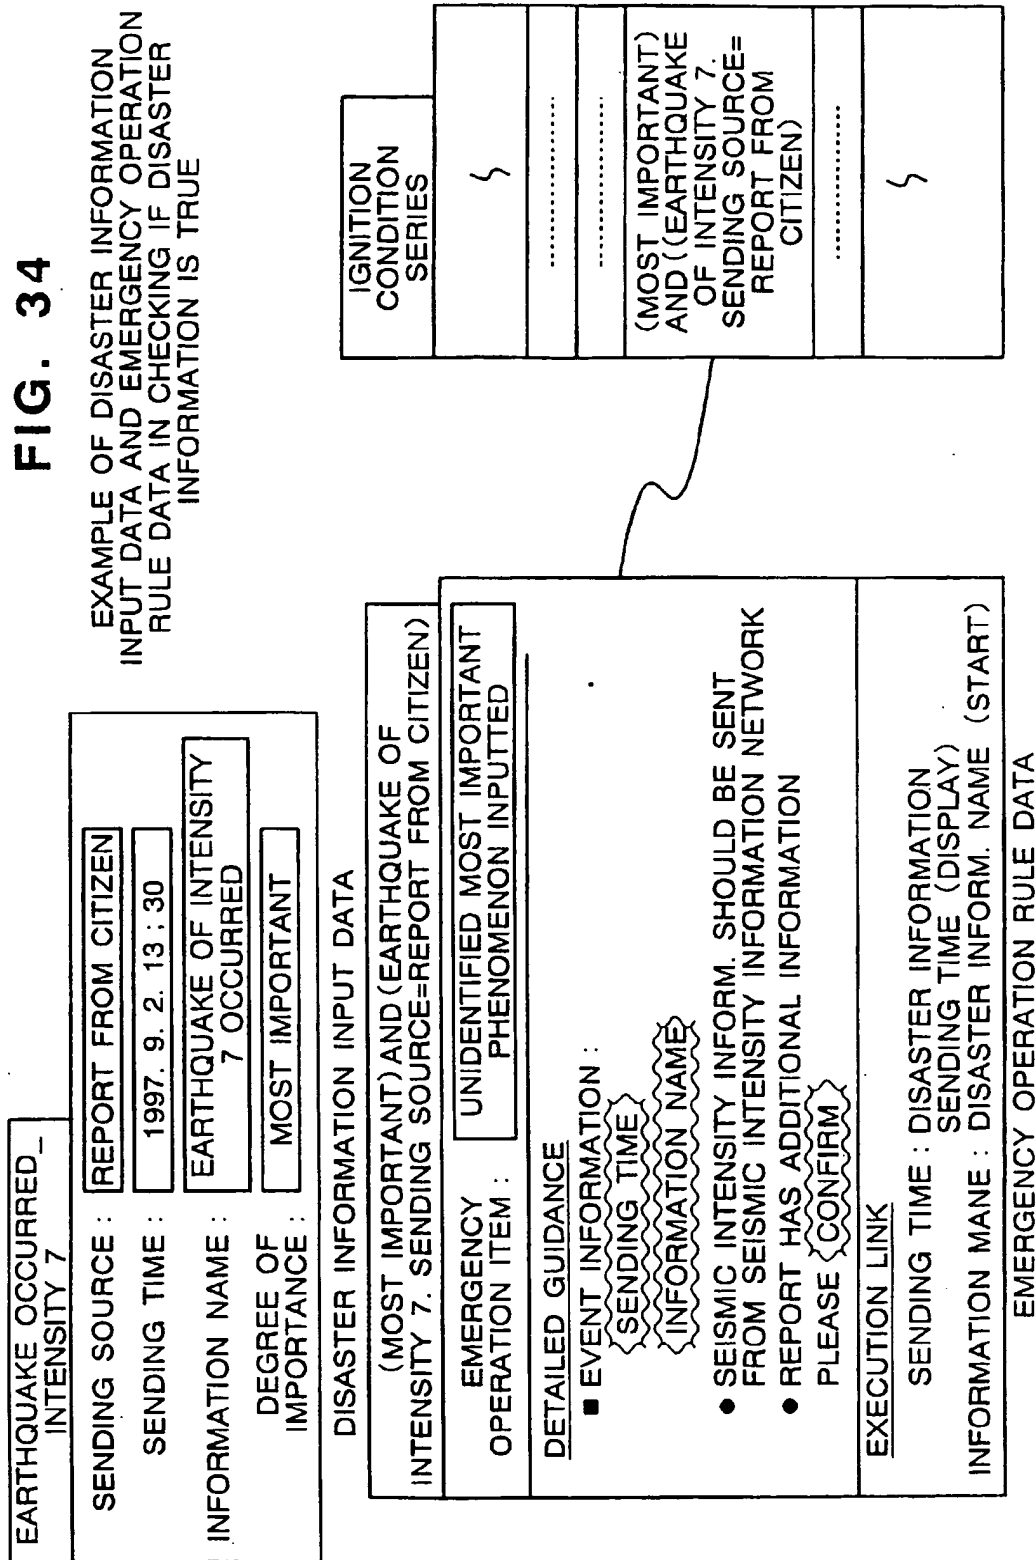 FIG. 34
EXAMPLE OF DISASTER INFORMATION
INPUT DATA AND EMERGENCY OPERATION
RULE DATA IN CHECKING IF DISASTER
INFORMATION IS TRUE
EARTHQUAKE OCCURRED_
INTENSITY 7
SENDING SOURCE : REPORT FROM CITIZEN
SENDING TIME : 1997. 9. 2. 13 : 30
INFORMATION NAME : EARTHQUAKE OF INTENSITY
7 OCCURRED
DEGREE OF
IMPORTANCE : MOST IMPORTANT
DISASTER INFORMATION INPUT DATA
(MOST IMPORTANT) AND (EARTHQUAKE OF
INTENSITY 7. SENDING SOURCE=REPORT FROM CITIZEN)
EMERGENCY
OPERATION ITEM : UNIDENTIFIED MOST IMPORTANT
PHENOMENON INPUTTED
DETAILED GUIDANCE
■ EVENT INFORMATION :
SENDING TIME
INFORMATION NAME
● SEISMIC INTENSITY INFORM. SHOULD BE SENT
FROM SEISMIC INTENSITY INFORMATION NETWORK
● REPORT HAS ADDITIONAL INFORMATION
PLEASE CONFIRM
EXECUTION LINK
SENDING TIME : DISASTER INFORMATION
SENDING TIME (DISPLAY)
INFORMATION MANE : DISASTER INFORM. NAME (START)
EMERGENCY OPERATION RULE DATA
IGNITION
CONDITION
SERIES
(MOST IMPORTANT)
AND ((EARTHQUAKE
OF INTENSITY 7.
SENDING SOURCE=
REPORT FROM
CITIZEN)